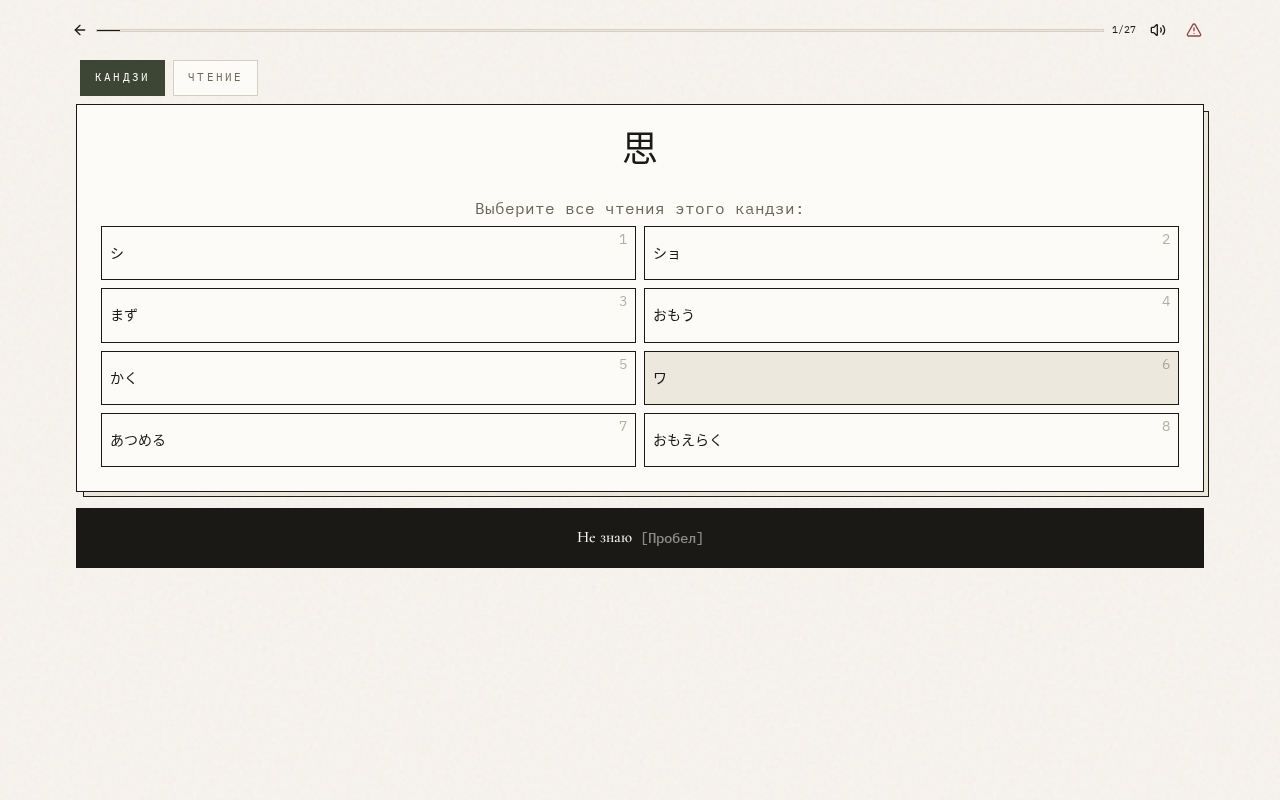 1/27
КАНДЗИ
ЧТЕНИЕ
思
Выберите все чтения этого кандзи:
シ 1
ショ 2
まず 3
おもう 4
かく 5
ワ 6
あつめる 7
おもえらく 8
Не знаю [Пробел]